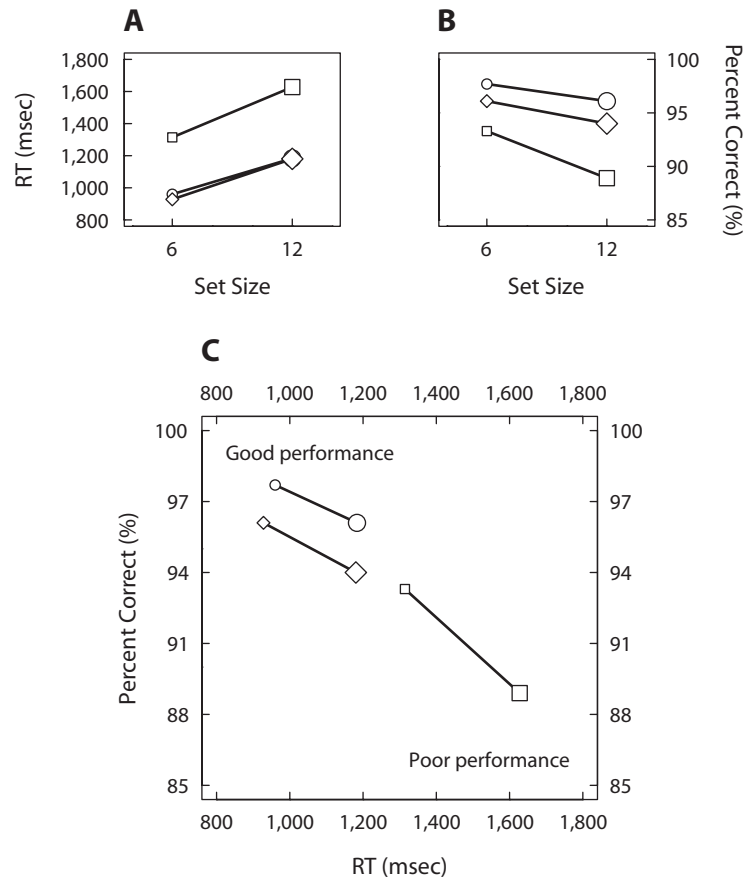 A
B
1,800
1,600
1,400
1,200
1,000
800
RT (msec)
6
12
Set Size
100
95
90
85
Percent Correct (%)
6
12
Set Size
C
800 1,000 1,200 1,400 1,600 1,800
100
97
94
91
88
85
Percent Correct (%)
Good performance
Poor performance
100
97
94
91
88
85
800 1,000 1,200 1,400 1,600 1,800
RT (msec)